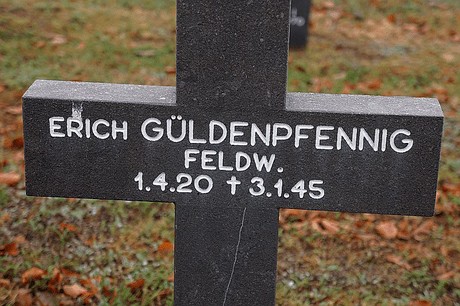 ERICH GÜLDENPFENNIG
FELDW.
1.4.20 † 3.1.45